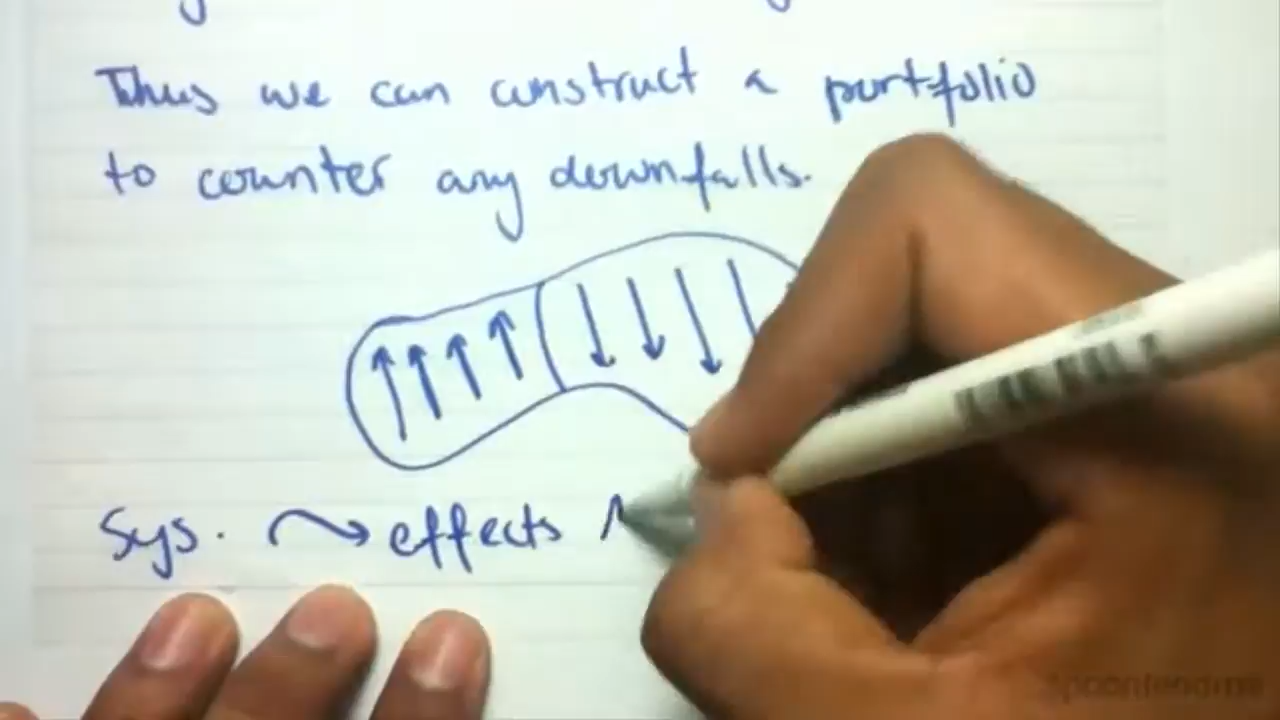 Thus we can construct a portfolio
to counter any downfalls.
Sys. effects